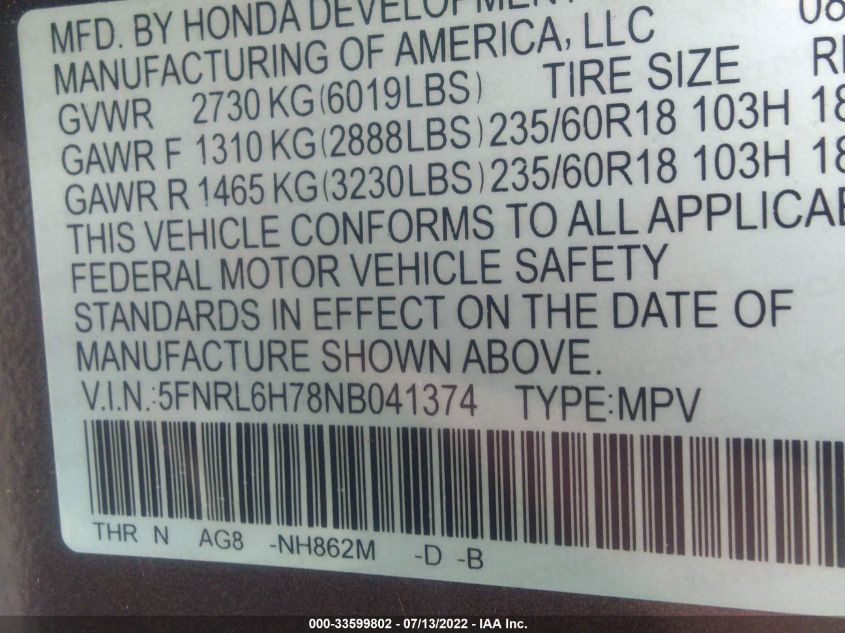 MFD. BY HONDA DEVELOPMENT 08
MANUFACTURING OF AMERICA, LLC
GVWR 2730 KG(6019LBS) TIRE SIZE
GAWR F 1310 KG(2888LBS) 235/60R18 103H 18
GAWR R 1465 KG(3230LBS) 235/60R18 103H 18
THIS VEHICLE CONFORMS TO ALL
FEDERAL MOTOR VEHICLE SAFETY
STANDARDS IN EFFECT ON THE DATE OF
MANUFACTURE SHOWN ABOVE.
V.I.N.:5FNRL6H78NB041374 TYPE:MPV
THR N AG8 -NH862M -D -B
000-33599802 / 07/13/2022 - IAA Inc.